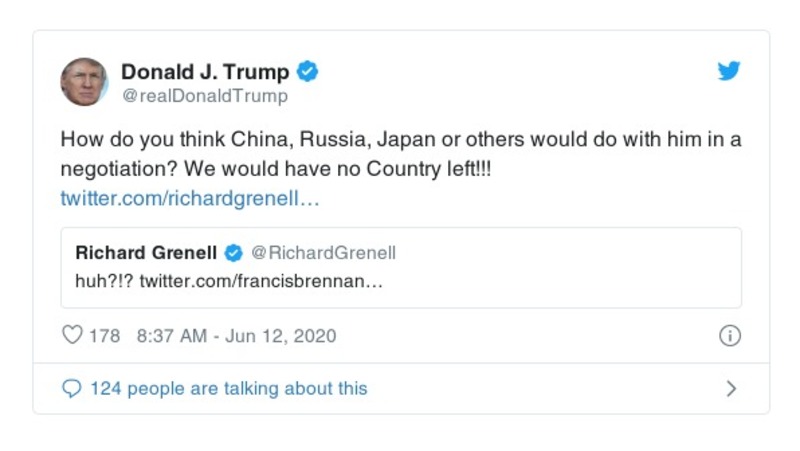 Donald J. Trump
@realDonaldTrump
How do you think China, Russia, Japan or others would do with him in a
negotiation? We would have no Country left!!!
twitter.com/richardgrenell…
Richard Grenell @RichardGrenell
huh?!? twitter.com/francisbrennan…
178 8:37 AM - Jun 12, 2020
124 people are talking about this